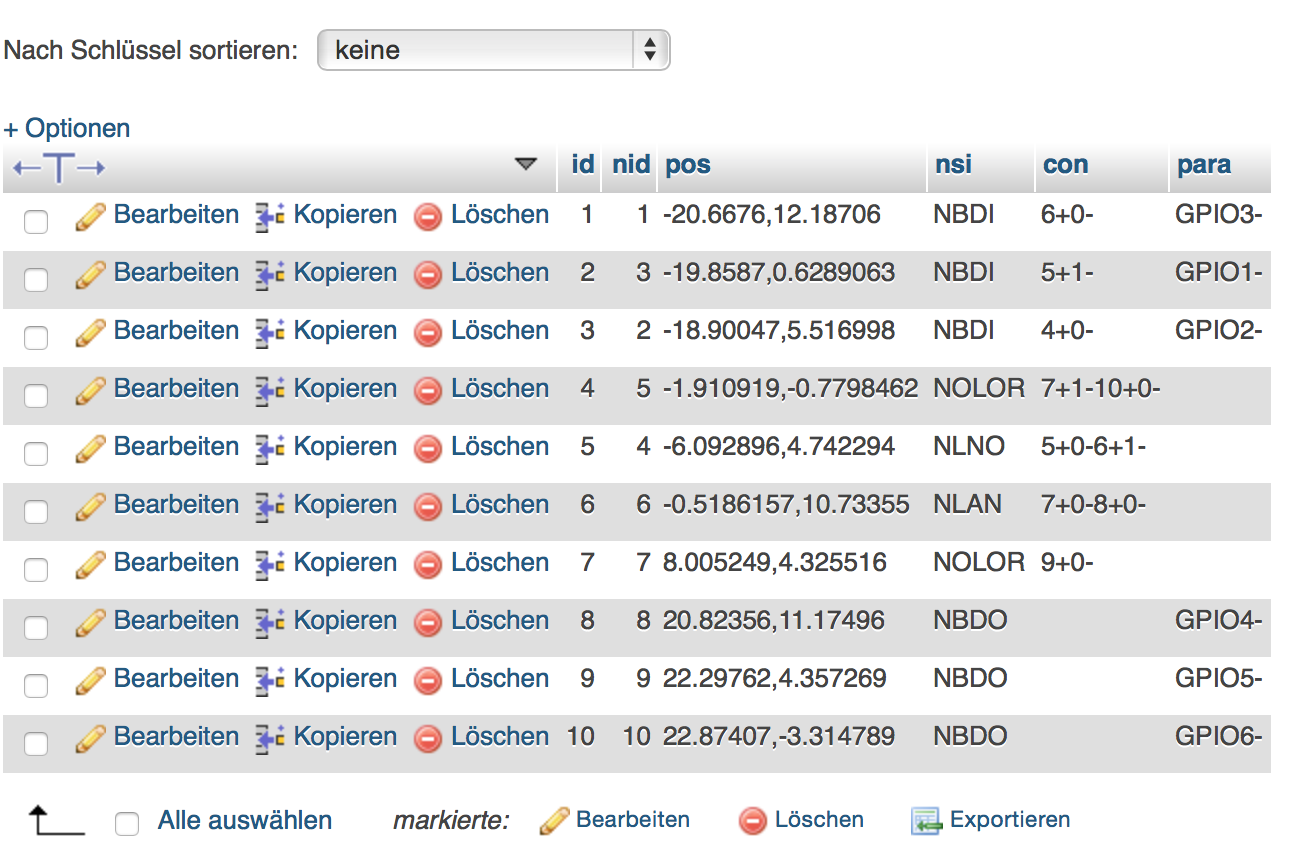 Nach Schlüssel sortieren: keine
+ Optionen
id nid pos nsi con para
Bearbeiten Kopieren Löschen 1 1 -20.6676,12.18706 NBDI 6+0- GPIO3-
Bearbeiten Kopieren Löschen 2 3 -19.8587,0.6289063 NBDI 5+1- GPIO1-
Bearbeiten Kopieren Löschen 3 2 -18.90047,5.516998 NBDI 4+0- GPIO2-
Bearbeiten Kopieren Löschen 4 5 -1.910919,-0.7798462 NOLOR 7+1-10+0-
Bearbeiten Kopieren Löschen 5 4 -6.092896,4.742294 NLNO 5+0-6+1-
Bearbeiten Kopieren Löschen 6 6 -0.5186157,10.73355 NLAN 7+0-8+0-
Bearbeiten Kopieren Löschen 7 7 8.005249,4.325516 NOLOR 9+0-
Bearbeiten Kopieren Löschen 8 8 20.82356,11.17496 NBDO GPIO4-
Bearbeiten Kopieren Löschen 9 9 22.29762,4.357269 NBDO GPIO5-
Bearbeiten Kopieren Löschen 10 10 22.87407,-3.314789 NBDO GPIO6-
Alle auswählen markierte: Bearbeiten Löschen Exportieren